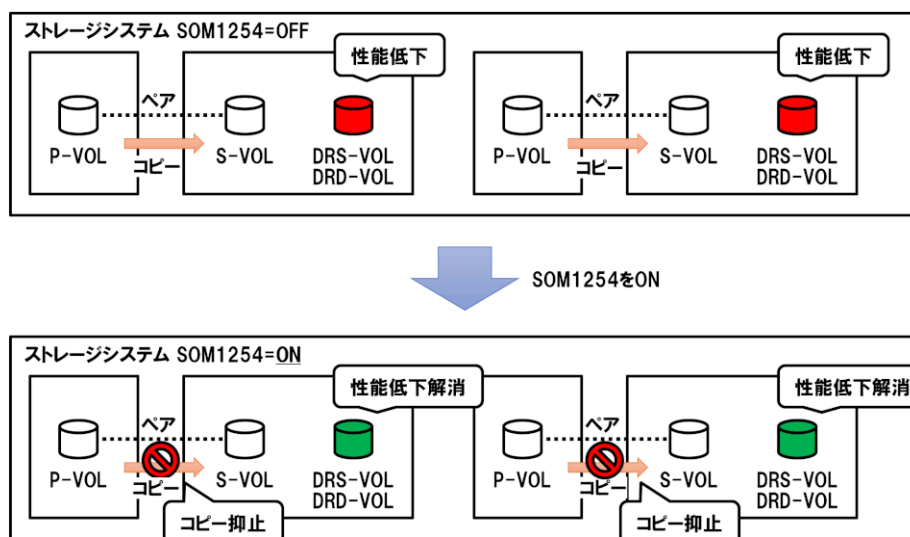 ストレージシステム SOM1254=OFF
性能低下
性能低下
ペア
ペア
P-VOL
コピー
S-VOL
DRS-VOL
DRD-VOL
P-VOL
コピー
S-VOL
DRS-VOL
DRD-VOL
SOM1254をON
ストレージシステム SOM1254=ON
性能低下解消
性能低下解消
ペア
ペア
P-VOL
コピー
S-VOL
DRS-VOL
DRD-VOL
P-VOL
コピー
S-VOL
DRS-VOL
DRD-VOL
コピー抑止
コピー抑止